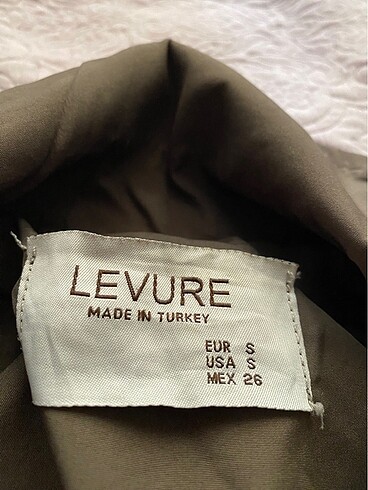 LEVURE
MADE IN TURKEY
EUR S
USA S
MEX 26